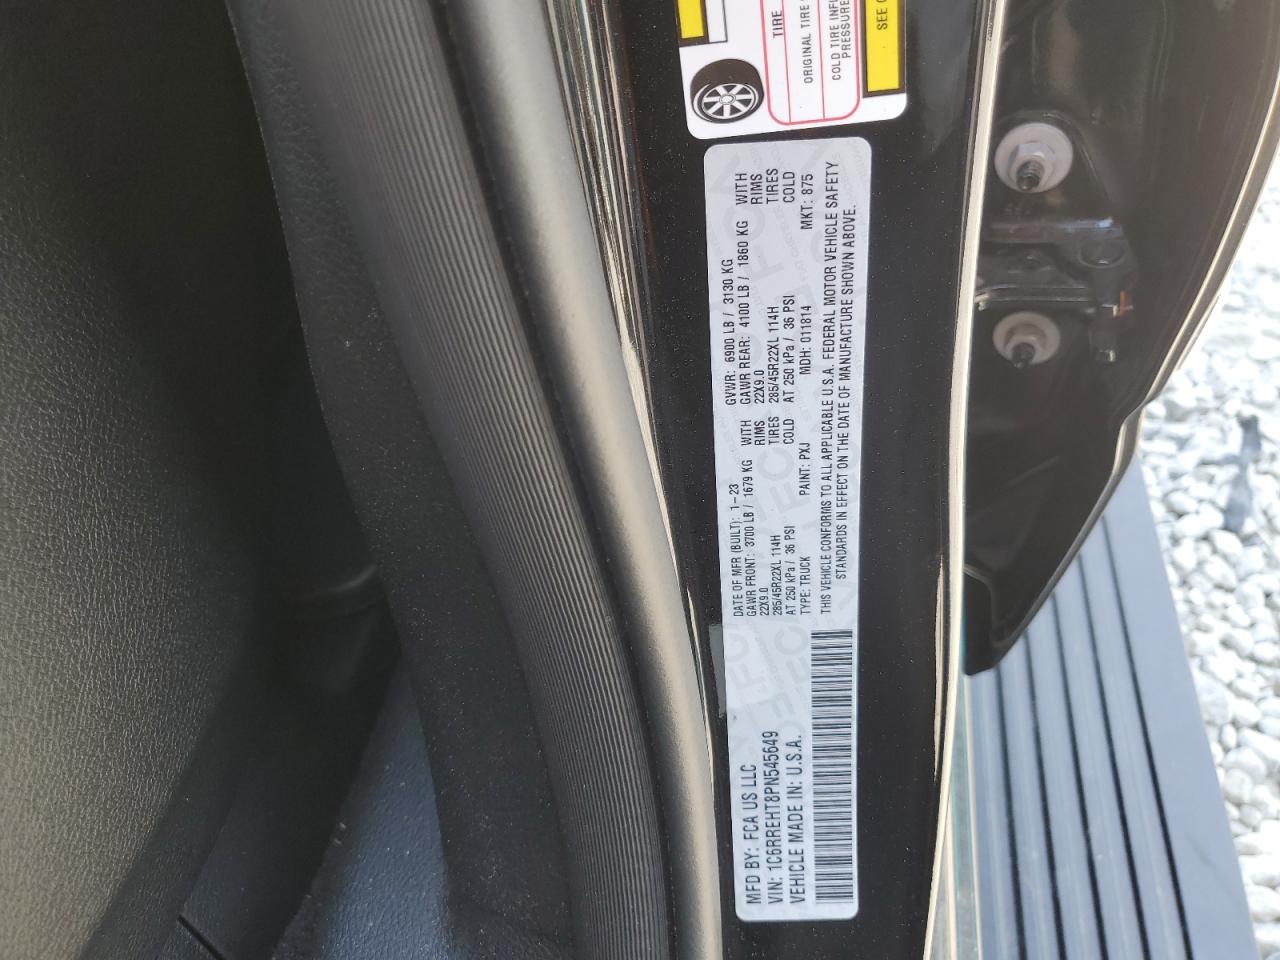 TIRE
ORIGINAL TIRE
COLD TIRE
PRESSURE
SEE
MFD BY: FCA US LLC
VIN: 1C6RREHT8PN545649
VEHICLE MADE IN: U.S.A.
DATE OF MFR (BUILT): 1-23 GVWR: 6900 LB / 3130 KG
GAWR FRONT: 3700 LB / 1679 KG WITH GAWR REAR: 4100 LB / 1860 KG WITH
22X9.0 RIMS 22X9.0 RIMS
285/45R22XL 114H TIRES 285/45R22XL 114H TIRES
AT 250 kPa / 36 PSI COLD AT 250 kPa / 36 PSI COLD
TYPE: TRUCK PAINT: PXJ MDH: 011814 MKT: 875
THIS VEHICLE CONFORMS TO ALL APPLICABLE U.S.A. FEDERAL MOTOR VEHICLE SAFETY
STANDARDS IN EFFECT ON THE DATE OF MANUFACTURE SHOWN ABOVE.